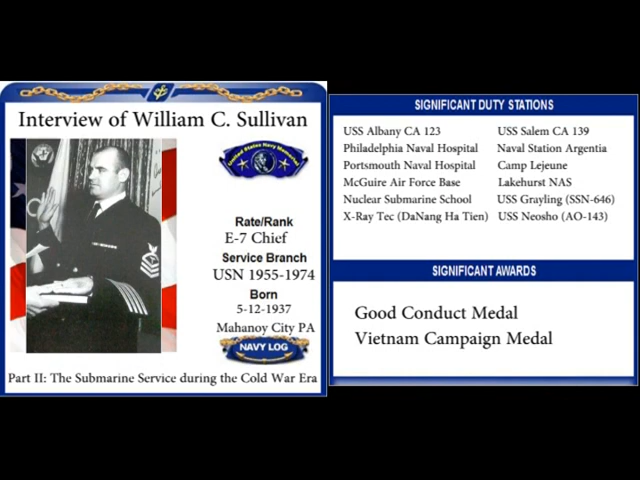 Interview of William C. Sullivan
United States Navy Memorial
Rate/Rank
E-7 Chief
Service Branch
USN 1955-1974
Born
5-12-1937
Mahanoy City PA
NAVY LOG
Part II: The Submarine Service during the Cold War Era
SIGNIFICANT DUTY STATIONS
USS Albany CA 123
Philadelphia Naval Hospital
Portsmouth Naval Hospital
McGuire Air Force Base
Nuclear Submarine School
X-Ray Tec (DaNang Ha Tien)
USS Salem CA 139
Naval Station Argentia
Camp Lejeune
Lakehurst NAS
USS Grayling (SSN-646)
USS Neosho (AO-143)
SIGNIFICANT AWARDS
Good Conduct Medal
Vietnam Campaign Medal